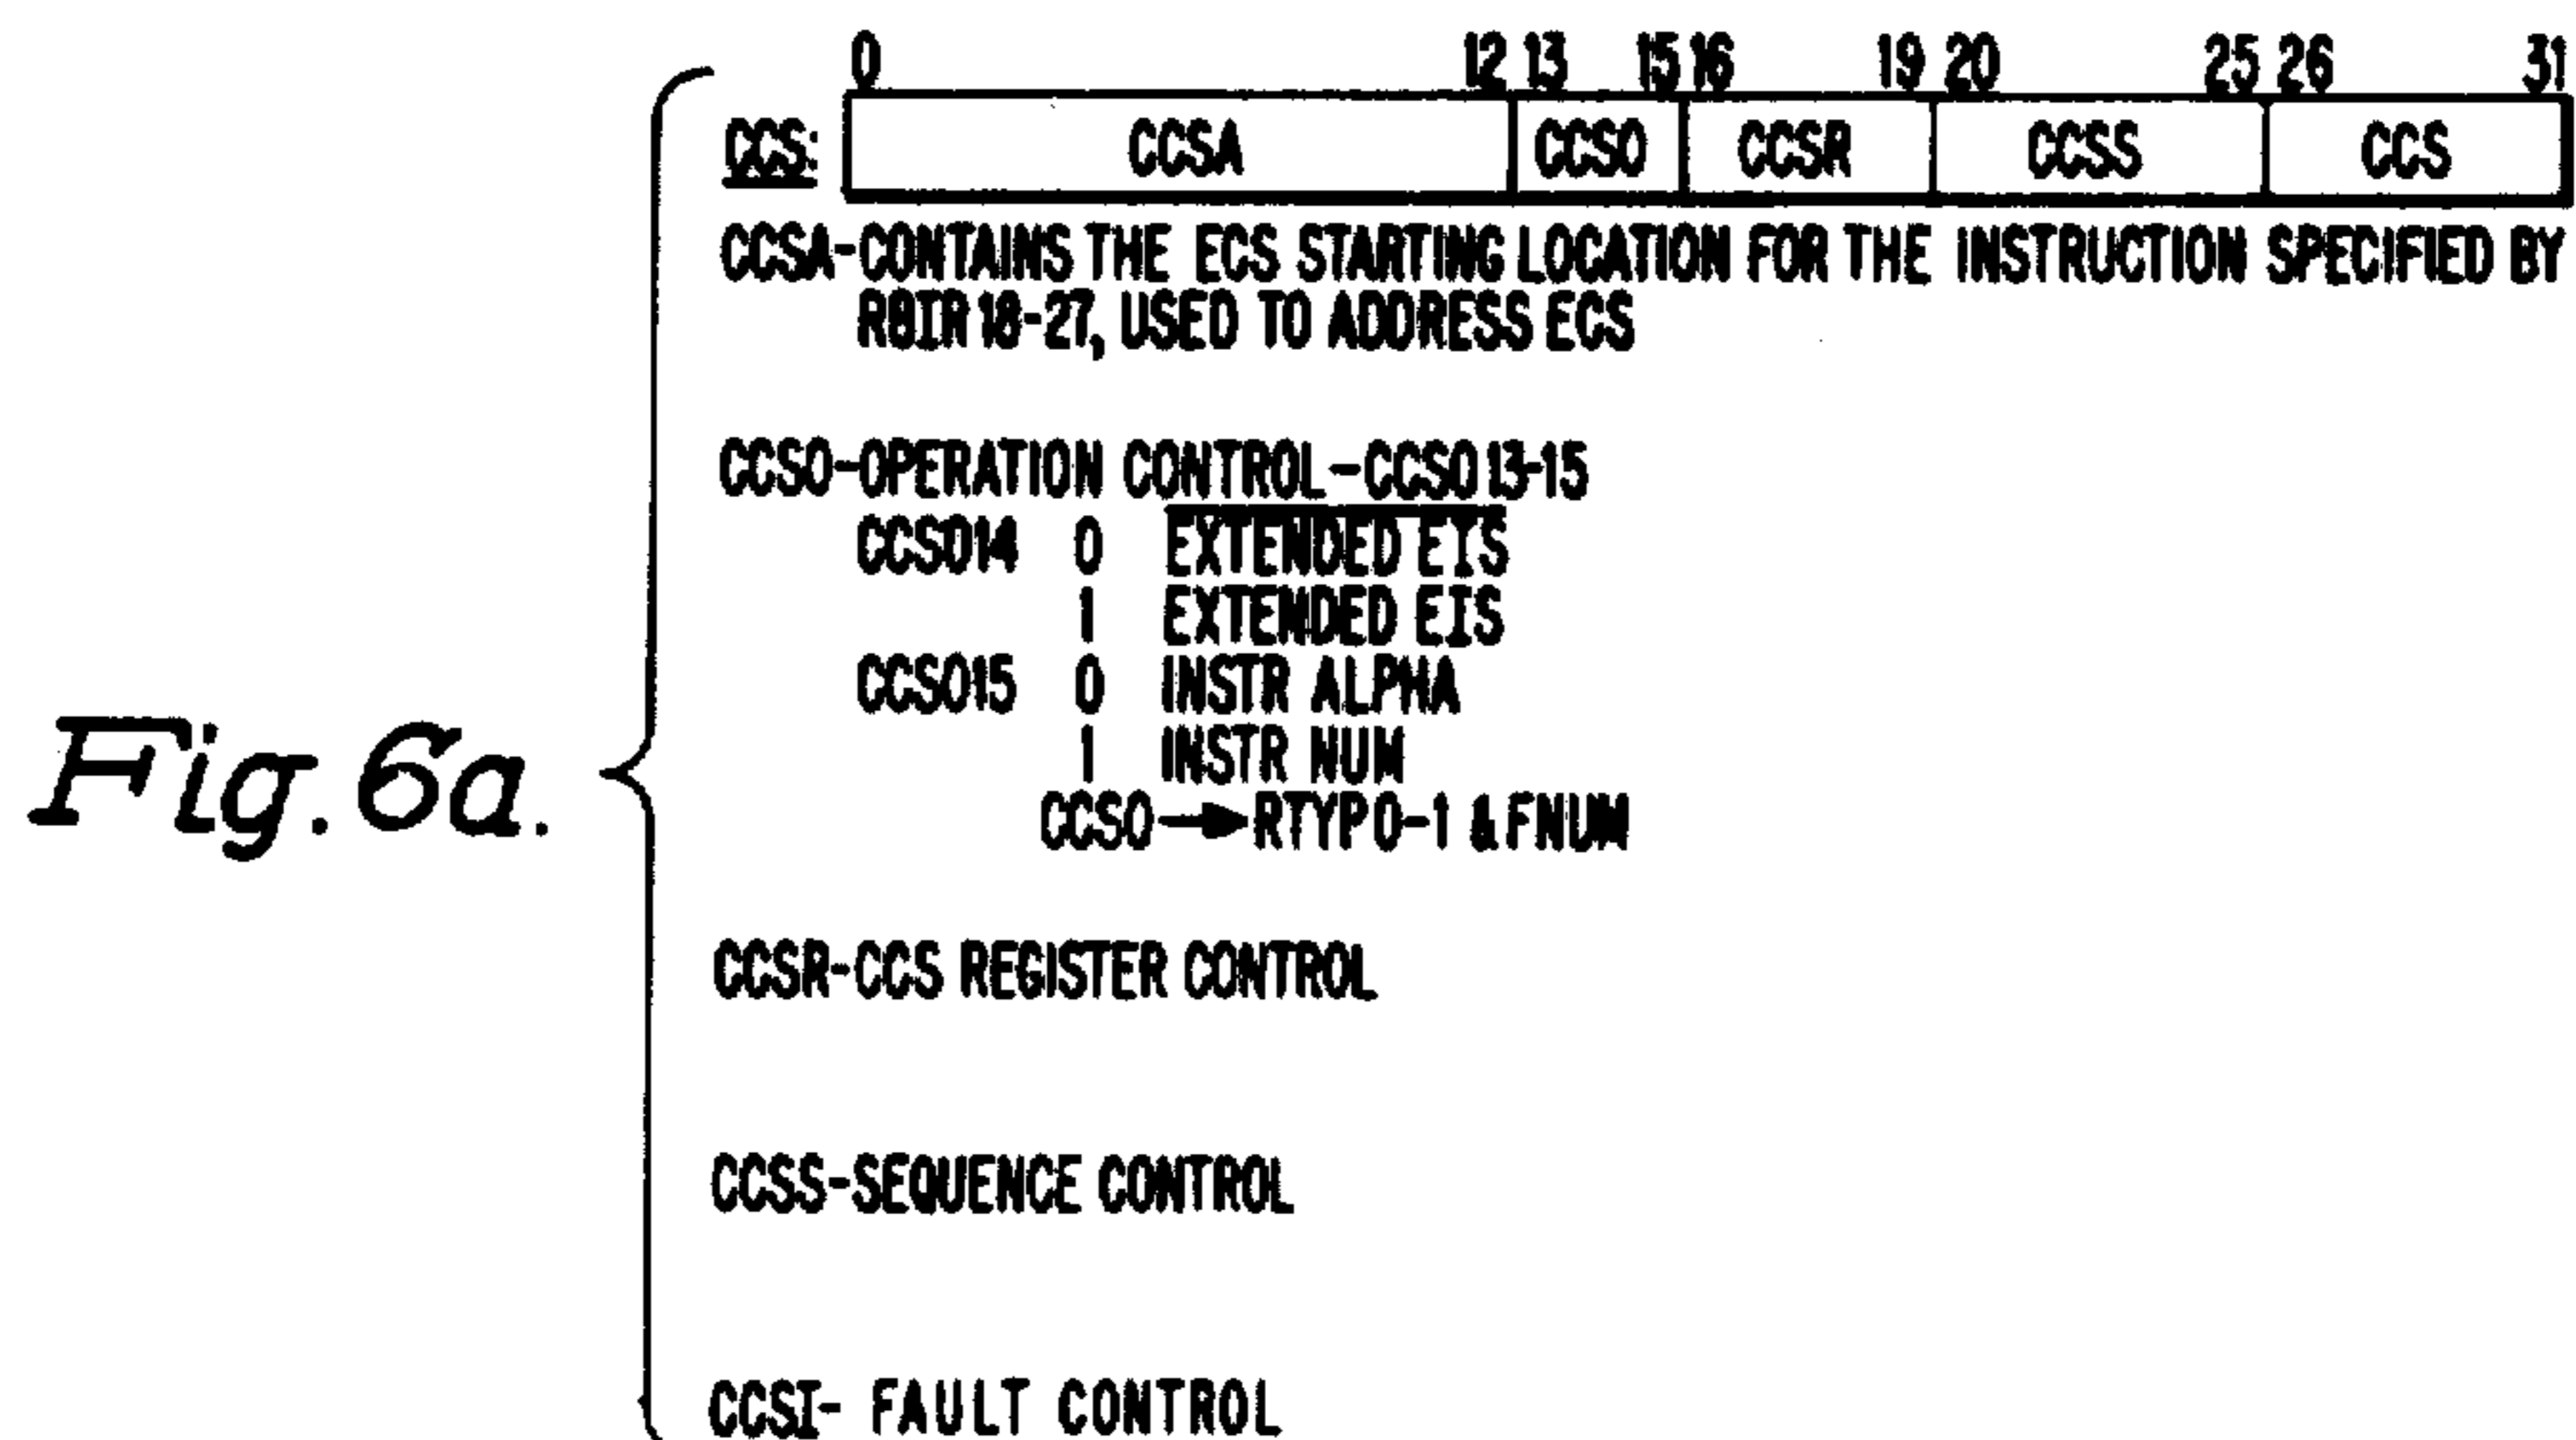 0 12 13 15 16 19 20 25 26 31
CCS: CCSA CCSO CCSR CCSS CCS
CCSA-CONTAINS THE ECS STARTING LOCATION FOR THE INSTRUCTION SPECIFIED BY
RBIR 18-27, USED TO ADDRESS ECS
CCSO-OPERATION CONTROL-CCSO 13-15
CCSO14 0 EXTENDED EIS
1 EXTENDED EIS
CCSO15 0 INSTR ALPHA
1 INSTR NUM
CCSO→RTYP0-1 & FNUM
Fig. 6a.
CCSR-CCS REGISTER CONTROL
CCSS-SEQUENCE CONTROL
CCSI- FAULT CONTROL